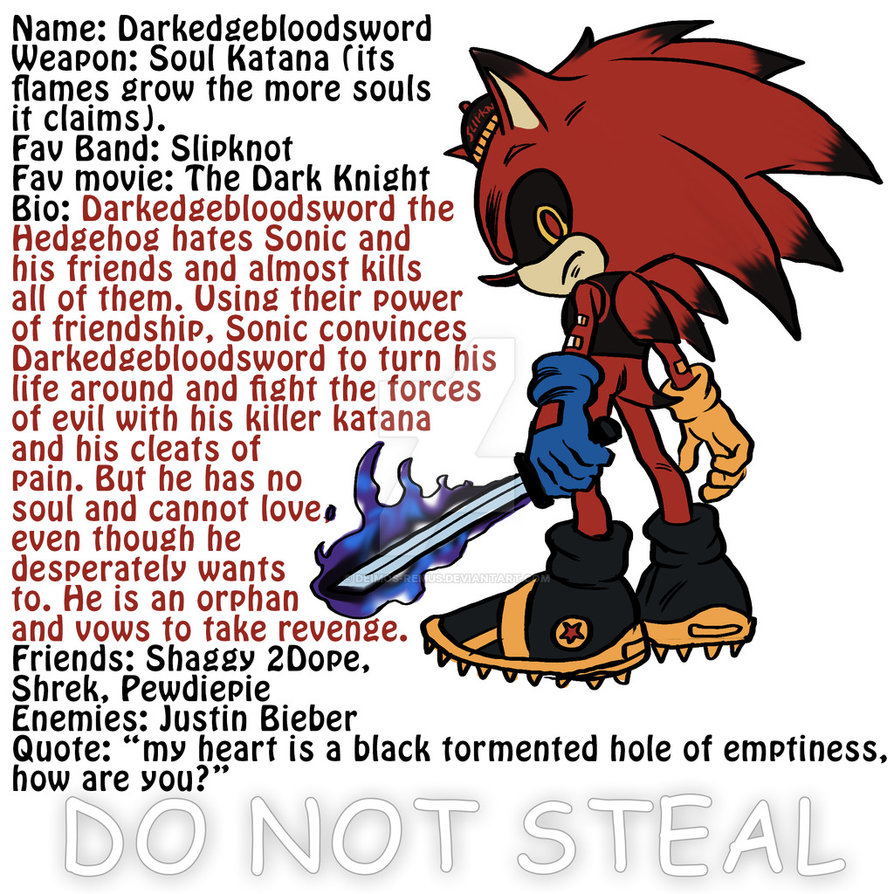 Name: Darkedgebloodsword
Weapon: Soul Katana (its
flames grow the more souls
it claims).
Fav Band: Slipknot
Fav movie: The Dark Knight
Bio: Darkedgebloodsword the
Hedgehog hates Sonic and
his friends and almost kills
all of them. Using their power
of friendship, Sonic convinces
Darkedgebloodsword to turn his
life around and fight the forces
of evil with his killer katana
and his cleats of
pain. But he has no
soul and cannot love,
even though he
desperately wants
to. He is an orphan
and vows to take revenge.
Friends: Shaggy 2Dope,
Shrek, Pewdiepie
Enemies: Justin Bieber
Quote: “my heart is a black tormented hole of emptiness,
how are you?”
DO NOT STEAL
© DEIMOS-REMUS.DEVIANTART.COM